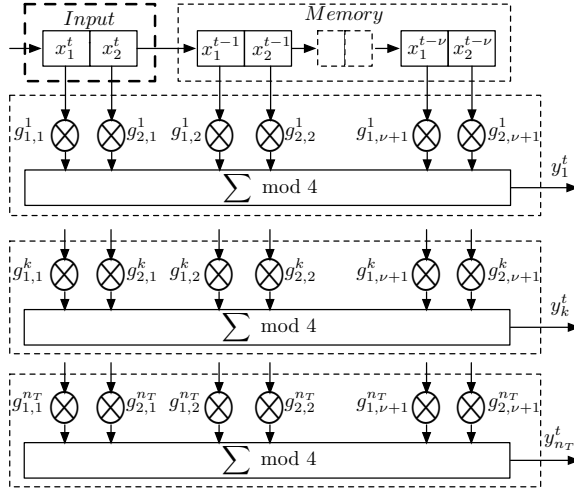 Input Memory
x_1^t x_2^t x_1^{t-1} x_2^{t-1} x_1^{t-ν} x_2^{t-ν}
g_{1,1}^1 g_{2,1}^1 g_{1,2}^1 g_{2,2}^1 g_{1,ν+1}^1 g_{2,ν+1}^1
∑ mod 4 y_1^t
g_{1,1}^k g_{2,1}^k g_{1,2}^k g_{2,2}^k g_{1,ν+1}^k g_{2,ν+1}^k
∑ mod 4 y_k^t
g_{1,1}^{n_T} g_{2,1}^{n_T} g_{1,2}^{n_T} g_{2,2}^{n_T} g_{1,ν+1}^{n_T} g_{2,ν+1}^{n_T}
∑ mod 4 y_{n_T}^t